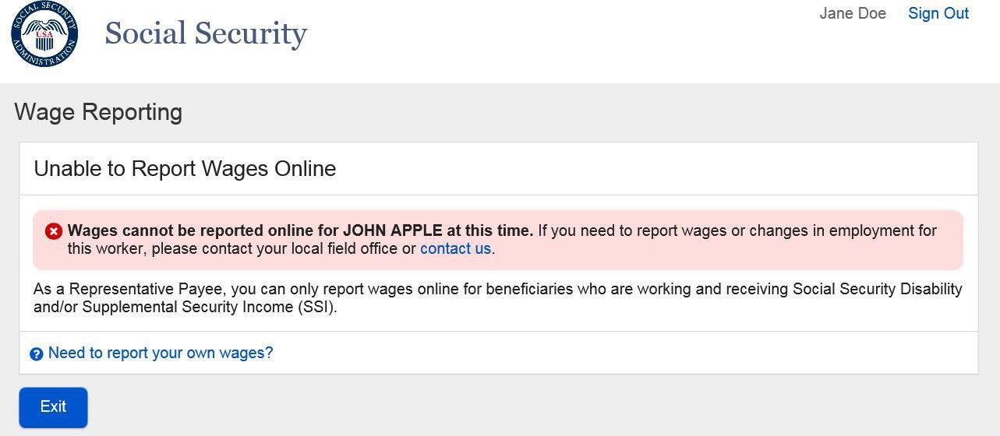 SOCIAL SECURITY ADMINISTRATION
USA
Social Security
Jane Doe Sign Out
Wage Reporting
Unable to Report Wages Online
Wages cannot be reported online for JOHN APPLE at this time. If you need to report wages or changes in employment for
this worker, please contact your local field office or contact us.
As a Representative Payee, you can only report wages online for beneficiaries who are working and receiving Social Security Disability
and/or Supplemental Security Income (SSI).
Need to report your own wages?
Exit